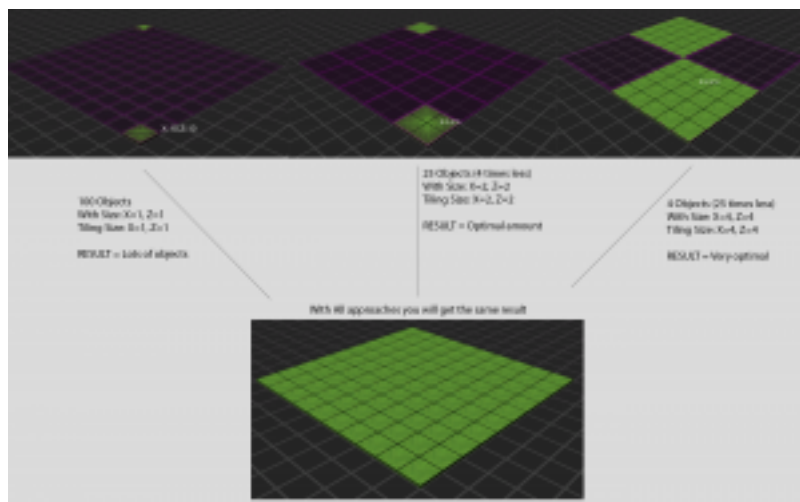 100 Objects
With Size: X=1, Z=1
Tiling Size: X=1, Z=1
RESULT = Lots of objects
25 Objects (4 times less)
With Size: X=2, Z=2
Tiling Size: X=2, Z=2
RESULT = Optimal amount
4 Objects (25 times less)
With Size: X=4, Z=4
Tiling Size: X=4, Z=4
RESULT = Very optimal
With All approaches you will get the same result